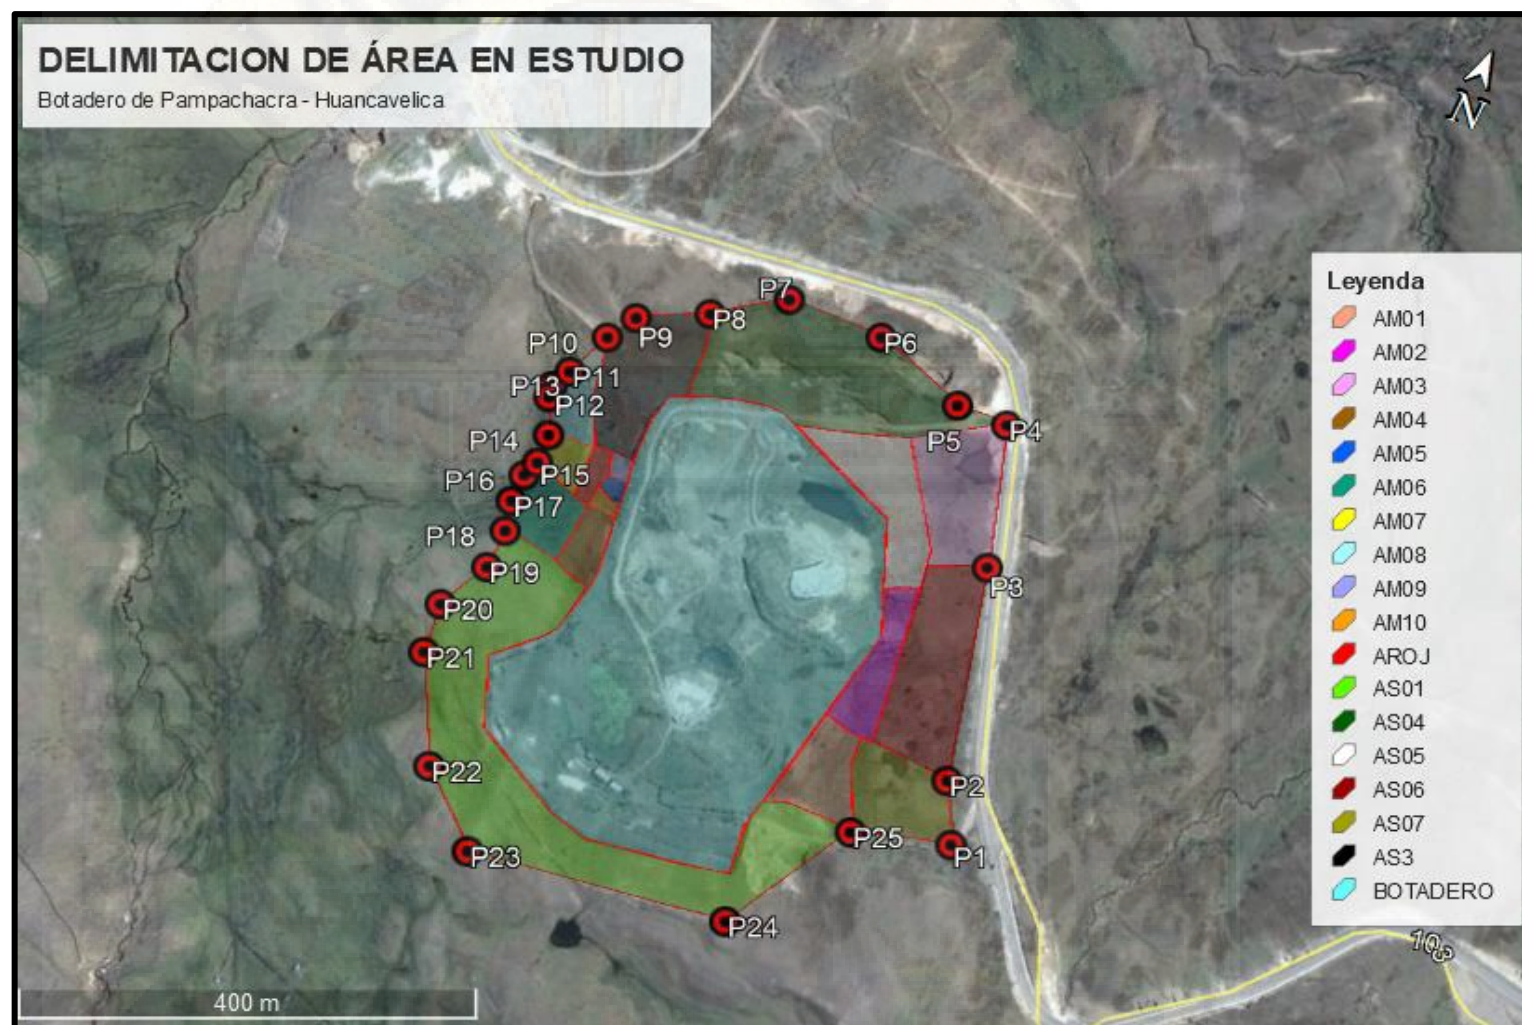 DELIMITACION DE ÁREA EN ESTUDIO
Botadero de Pampachacra - Huancavelica
N
P7
P8
P9
P6
P10
P11
P13
P12
P5
P4
P14
P15
P16
P17
P18
P19
P3
P20
P21
P22
P2
P25
P1
P23
P24
Leyenda
AM01
AM02
AM03
AM04
AM05
AM06
AM07
AM08
AM09
AM10
AROJ
AS01
AS04
AS05
AS06
AS07
AS3
BOTADERO
103
400 m